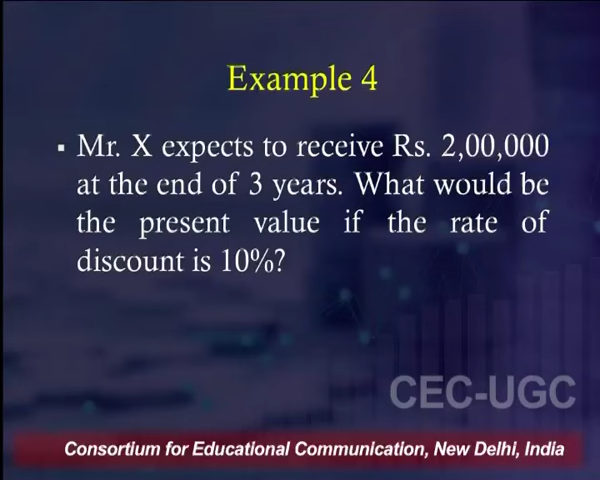 Example 4
▪ Mr. X expects to receive Rs. 2,00,000
at the end of 3 years. What would be
the present value if the rate of
discount is 10%?
CEC-UGC
Consortium for Educational Communication, New Delhi, India